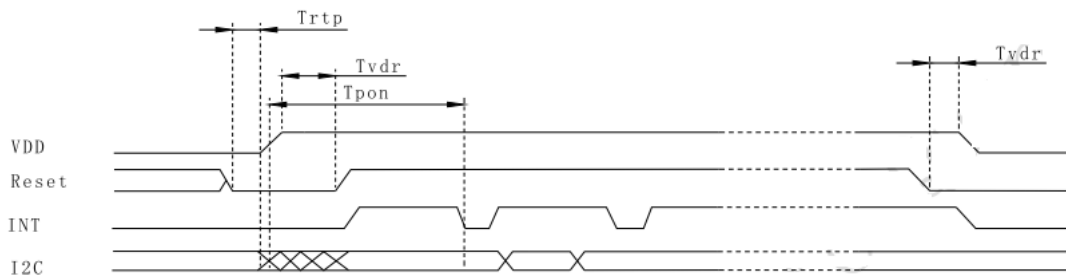 Trtp
Tvdr
Tvdr
Tpon
VDD
Reset
INT
I2C